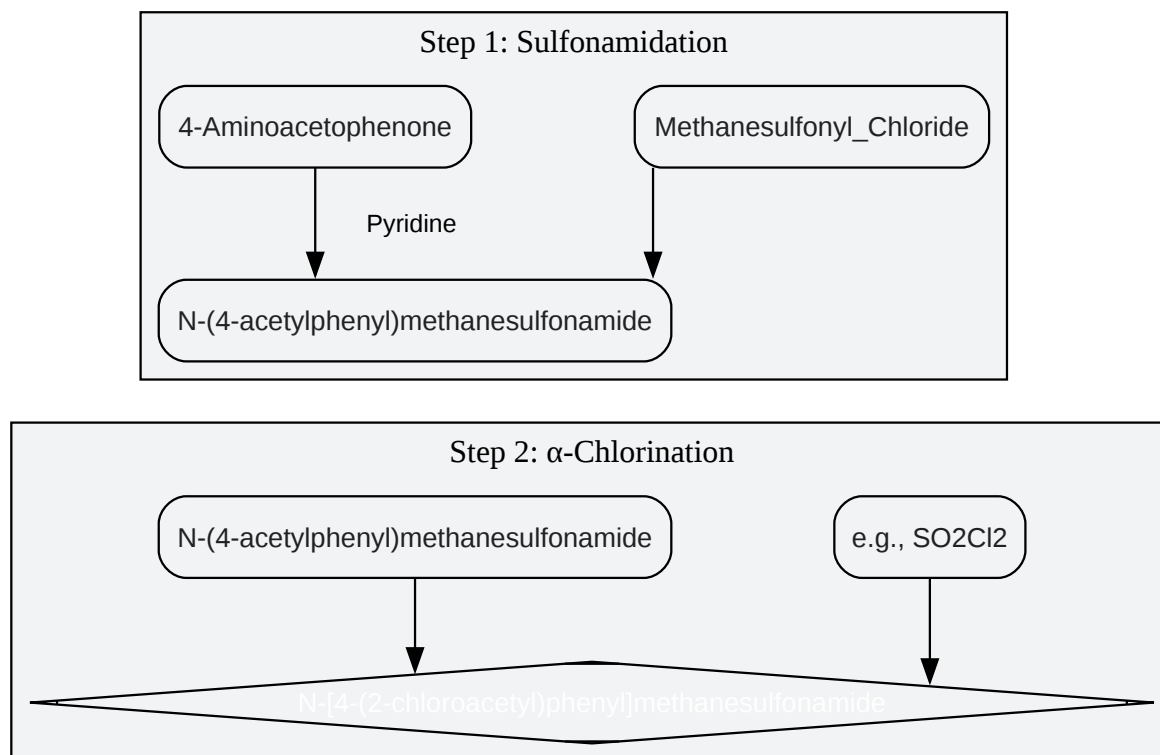 Step 1: Sulfonamidation
4-Aminoacetophenone
Methanesulfonyl_Chloride
Pyridine
N-(4-acetylphenyl)methanesulfonamide
Step 2: α-Chlorination
N-(4-acetylphenyl)methanesulfonamide
e.g., SO2Cl2
N-[4-(2-chloroacetyl)phenyl]methanesulfonamide